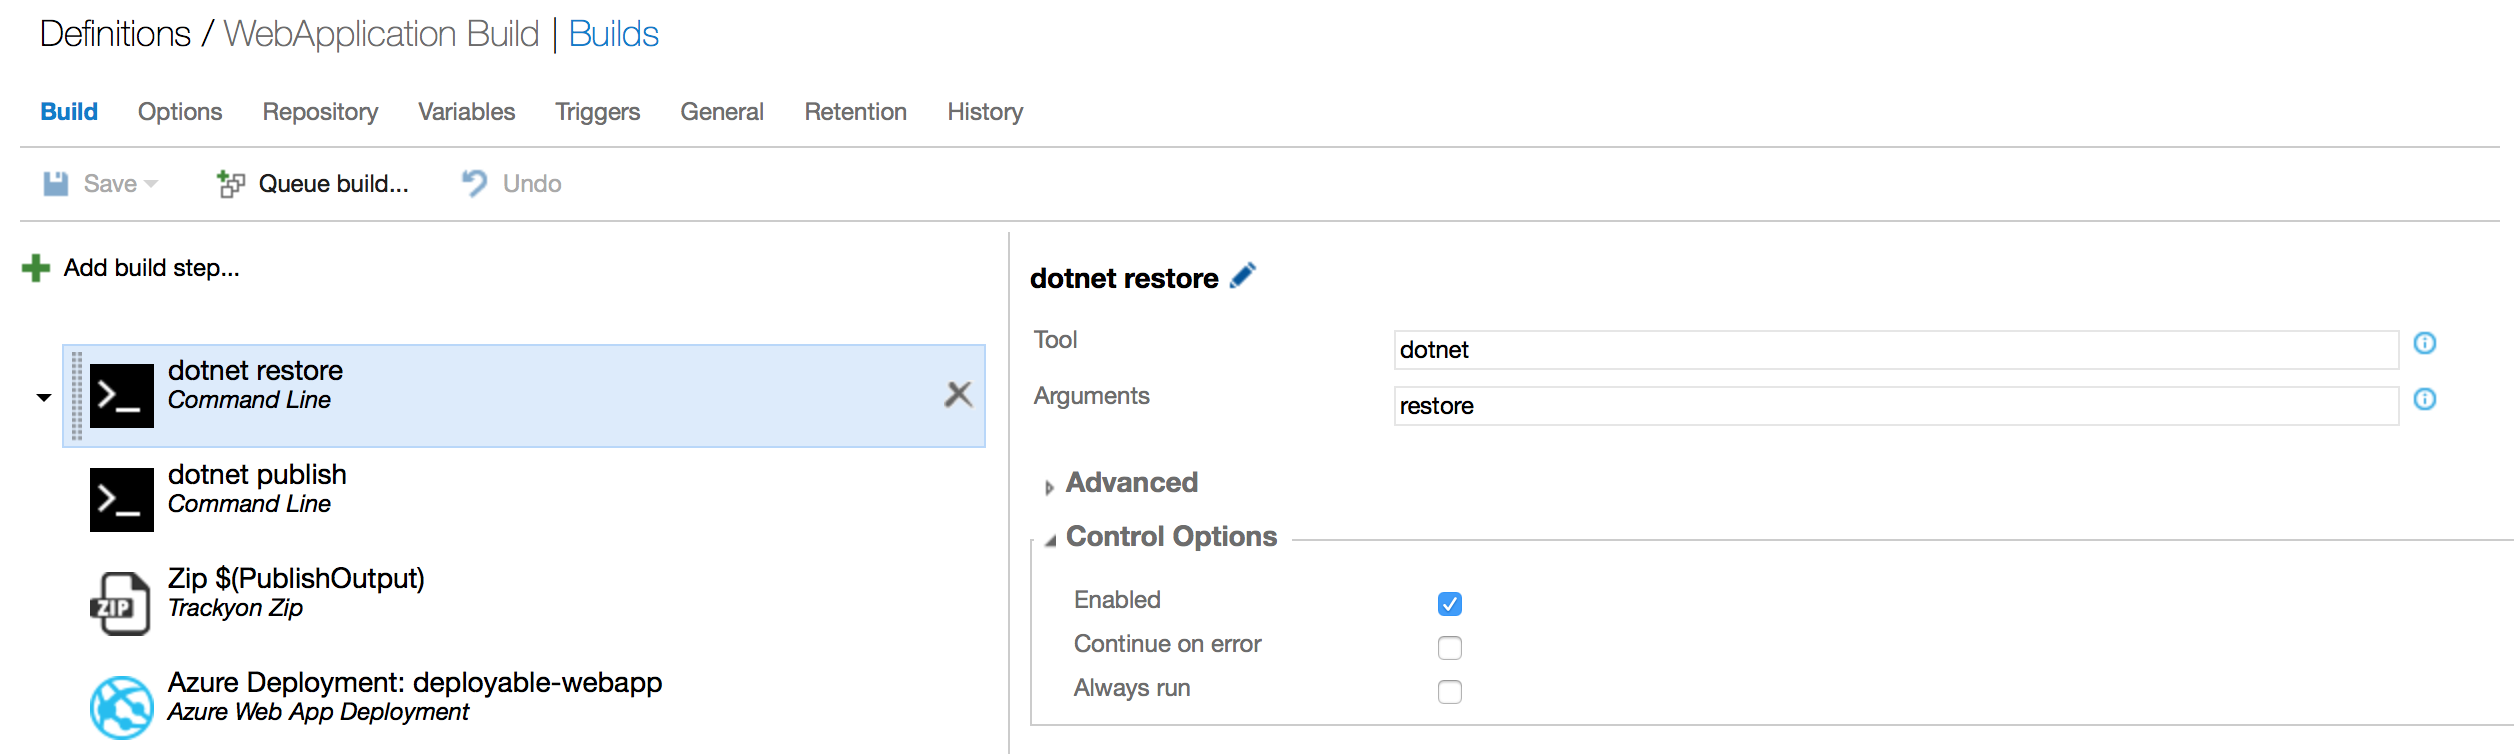 Definitions / WebApplication Build | Builds
Build Options Repository Variables Triggers General Retention History
Save Queue build... Undo
Add build step...
dotnet restore
Command Line
dotnet publish
Command Line
ZIP
Zip $(PublishOutput)
Trackyon Zip
Azure Deployment: deployable-webapp
Azure Web App Deployment
dotnet restore
Tool dotnet
Arguments restore
Advanced
Control Options
Enabled
Continue on error
Always run